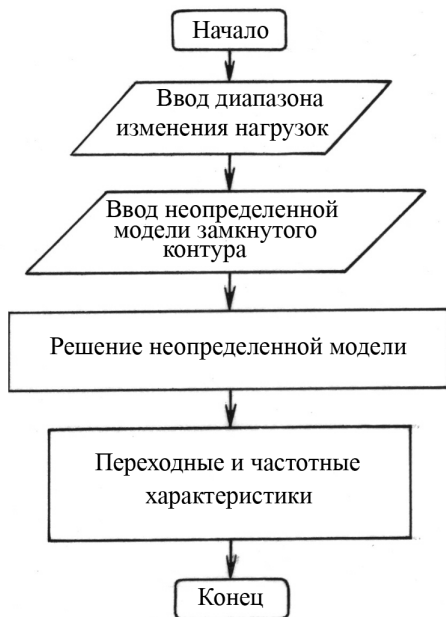 Начало
Ввод диапазона
изменения нагрузок
Ввод неопределенной
модели замкнутого
контура
Решение неопределенной модели
Переходные и частотные
характеристики
Конец